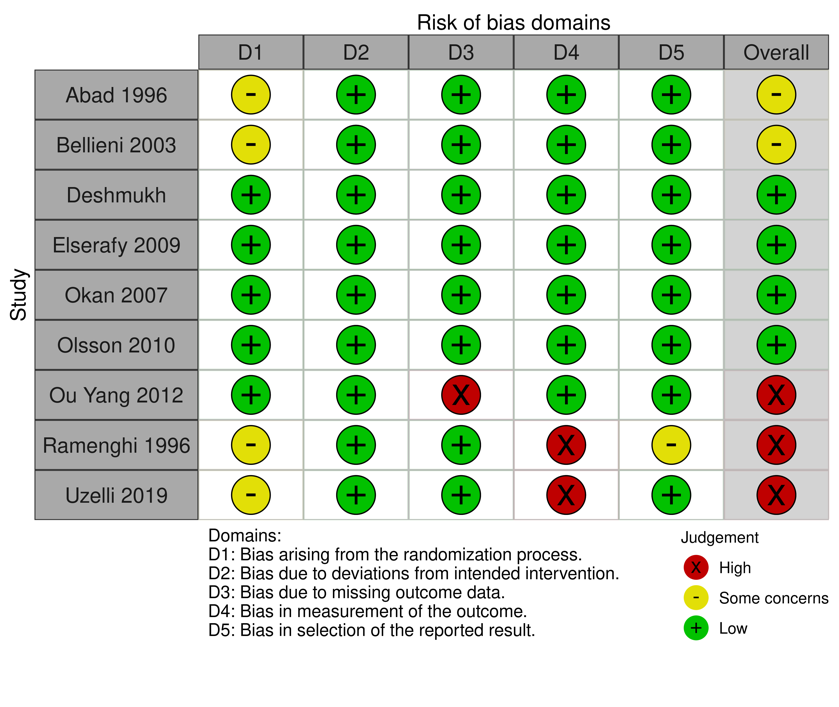 Risk of bias domains
D1 D2 D3 D4 D5 Overall
Study
Abad 1996 - + + + + -
Bellieni 2003 - + + + + -
Deshmukh + + + + + +
Elserafy 2009 + + + + + +
Okan 2007 + + + + + +
Olsson 2010 + + + + + +
Ou Yang 2012 + + X + + X
Ramenghi 1996 - + + X - X
Uzelli 2019 - + + X + X
Domains:
D1: Bias arising from the randomization process.
D2: Bias due to deviations from intended intervention.
D3: Bias due to missing outcome data.
D4: Bias in measurement of the outcome.
D5: Bias in selection of the reported result.
Judgement
X High
- Some concerns
+ Low